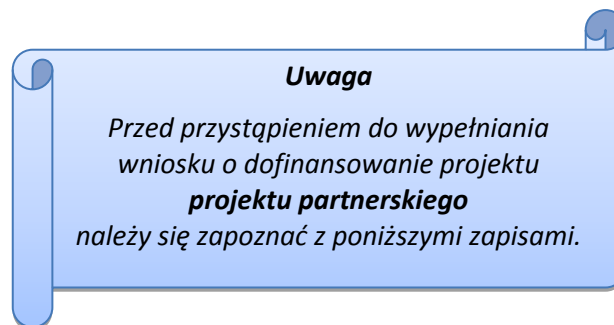 Uwaga
Przed przystąpieniem do wypełniania
wniosku o dofinansowanie projektu
projektu partnerskiego
należy się zapoznać z poniższymi zapisami.